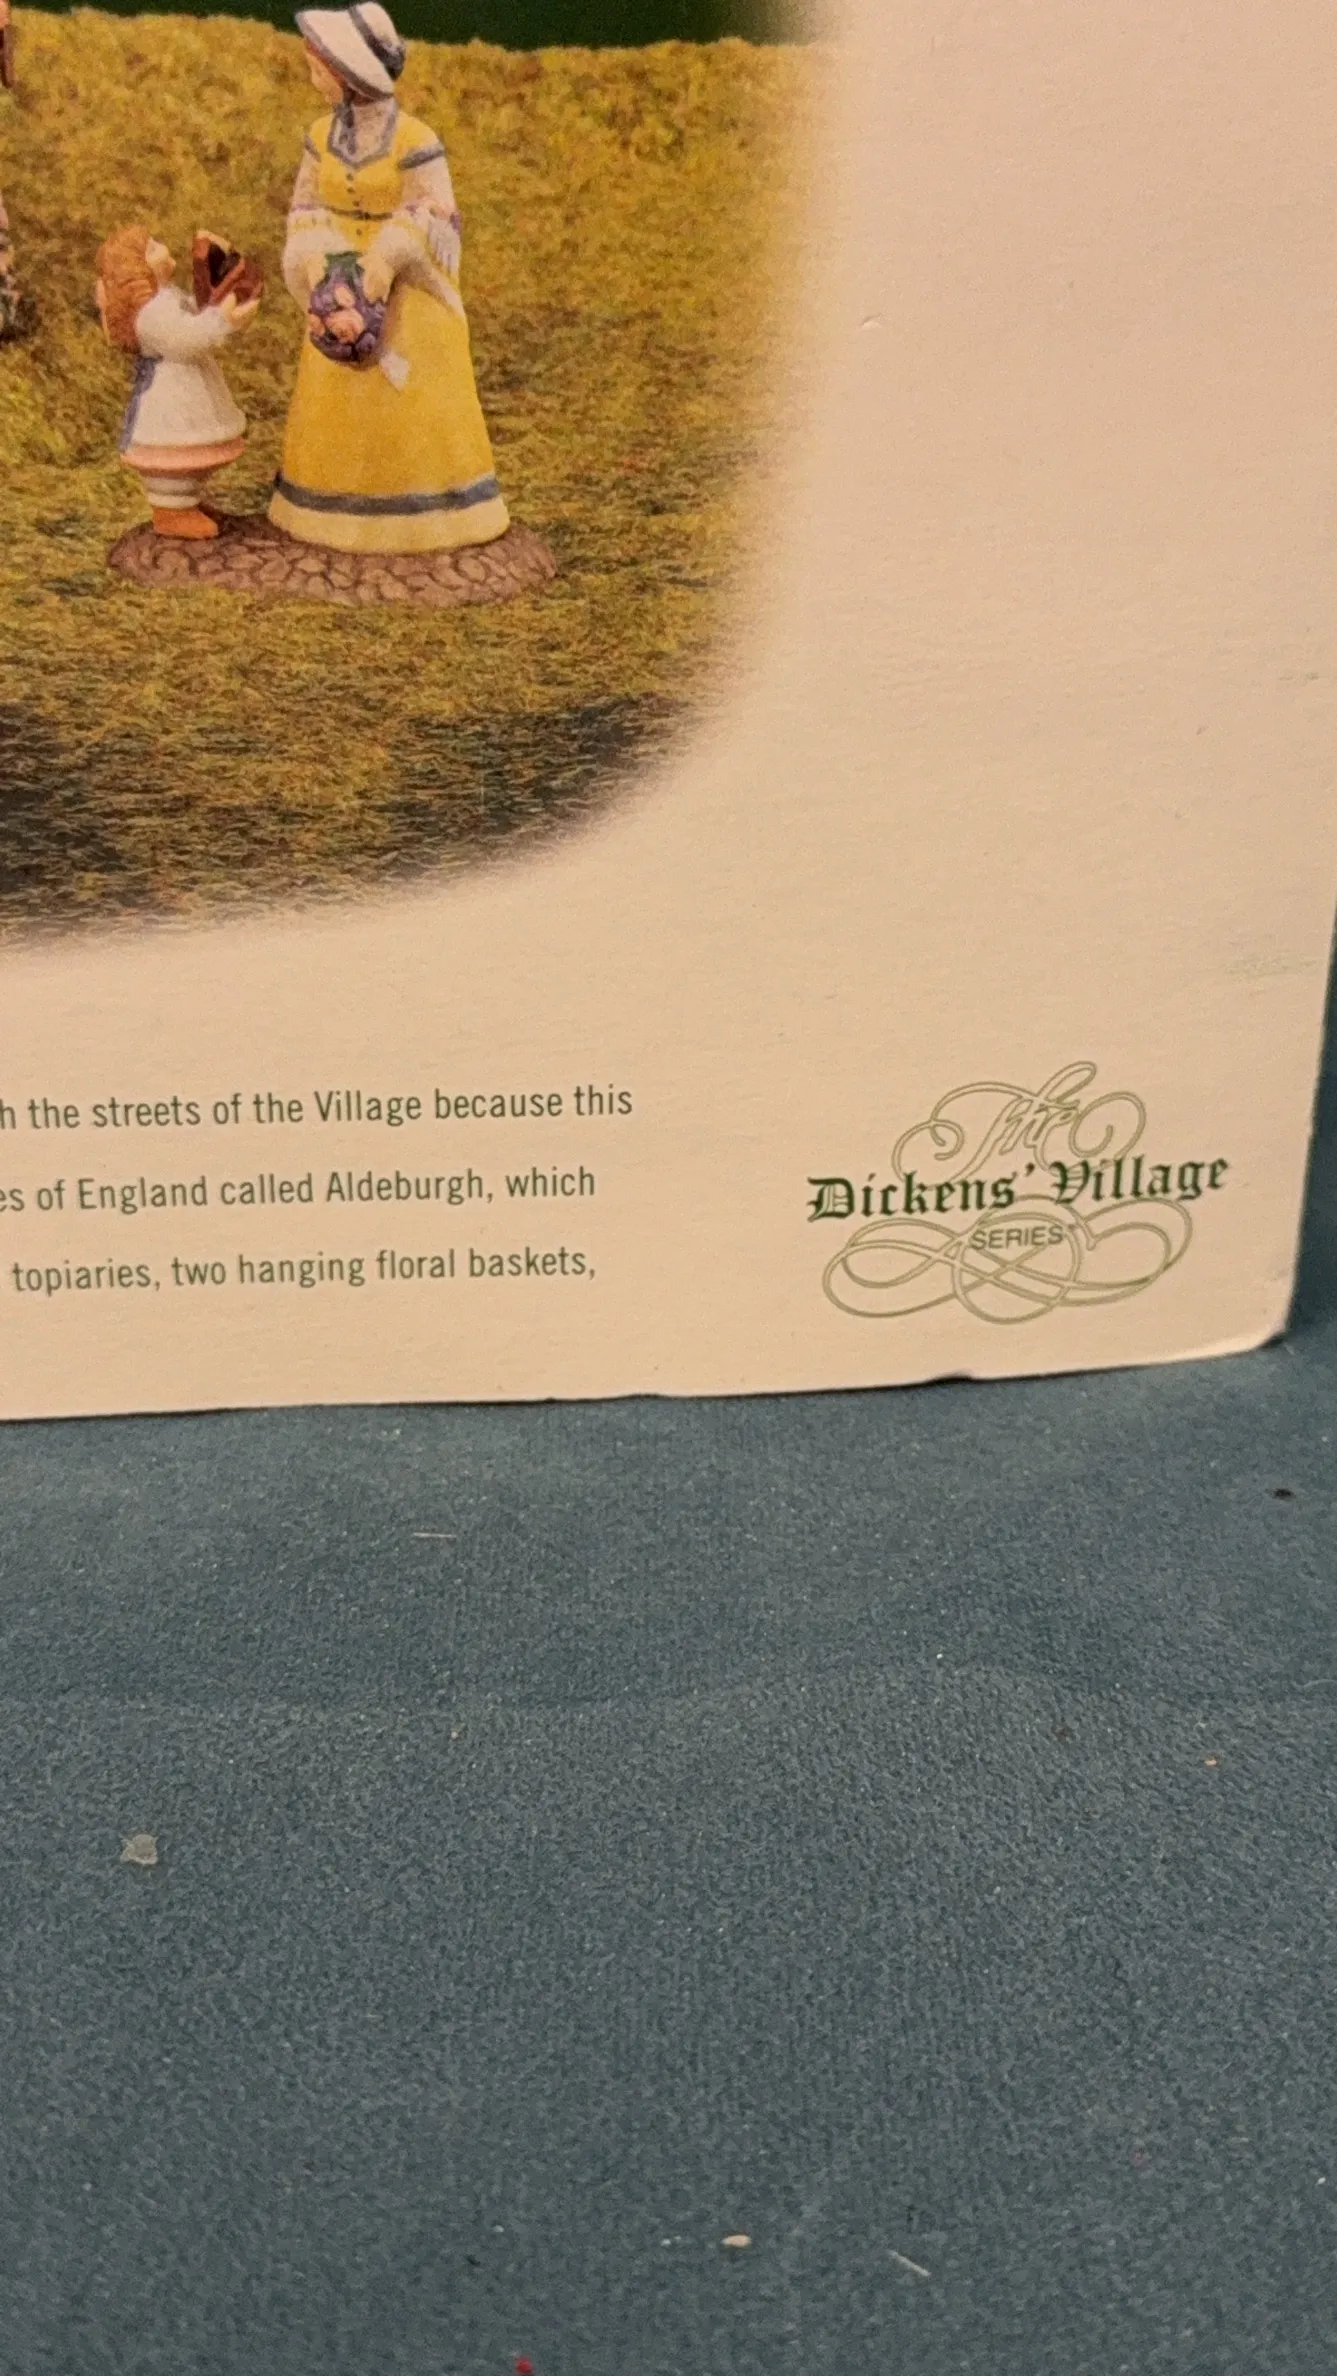 the streets of the Village because this
of England called Aldeburgh, which
topiaries, two hanging floral baskets,
The
Dickens' Village
SERIES